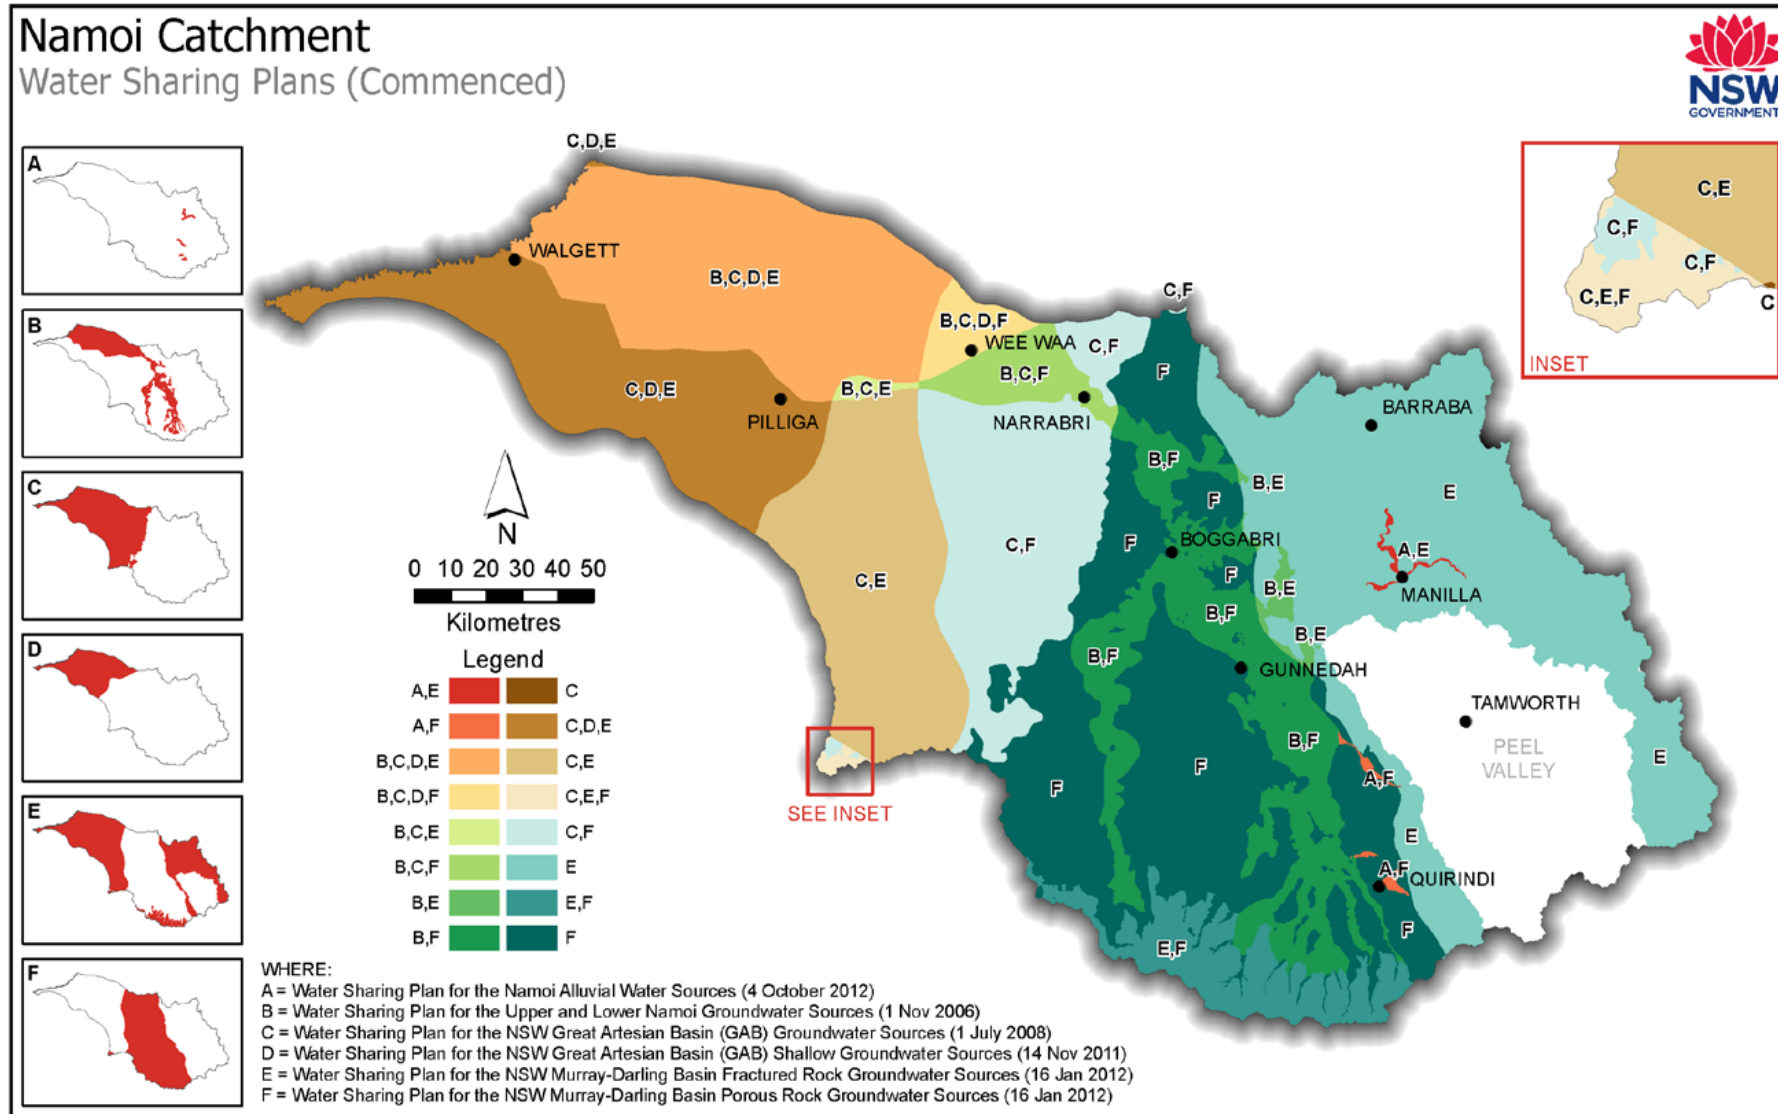 Namoi Catchment
Water Sharing Plans (Commenced)
NSW
GOVERNMENT
A
B
C
D
E
F
C,D,E
WALGETT
B,C,D,E
B,C,D,F
WEE WAA
C,F
C,F
F
B,C,F
C,D,E
B,C,E
PILLIGA
NARRABRI
BARRABA
B,F
B,E
E
F
N
C,F
F
BOGGABRI
A,E
C,E
F
B,E
MANILLA
B,F
B,E
B,F
GUNNEDAH
TAMWORTH
PEEL
VALLEY
B,F
F
A,F
E
F
SEE INSET
E
A,F
QUIRINDI
F
E,F
C,E
C,F
C,F
C,E,F
C
INSET
0 10 20 30 40 50
Kilometres
Legend
A,E C
A,F C,D,E
B,C,D,E C,E
B,C,D,F C,E,F
B,C,E C,F
B,C,F E
B,E E,F
B,F F
WHERE:
A = Water Sharing Plan for the Namoi Alluvial Water Sources (4 October 2012)
B = Water Sharing Plan for the Upper and Lower Namoi Groundwater Sources (1 Nov 2006)
C = Water Sharing Plan for the NSW Great Artesian Basin (GAB) Groundwater Sources (1 July 2008)
D = Water Sharing Plan for the NSW Great Artesian Basin (GAB) Shallow Groundwater Sources (14 Nov 2011)
E = Water Sharing Plan for the NSW Murray-Darling Basin Fractured Rock Groundwater Sources (16 Jan 2012)
F = Water Sharing Plan for the NSW Murray-Darling Basin Porous Rock Groundwater Sources (16 Jan 2012)